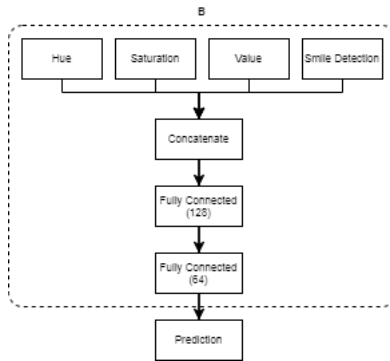 B
Hue
Saturation
Value
Smile Detection
Concatenate
Fully Connected
(128)
Fully Connected
(64)
Prediction